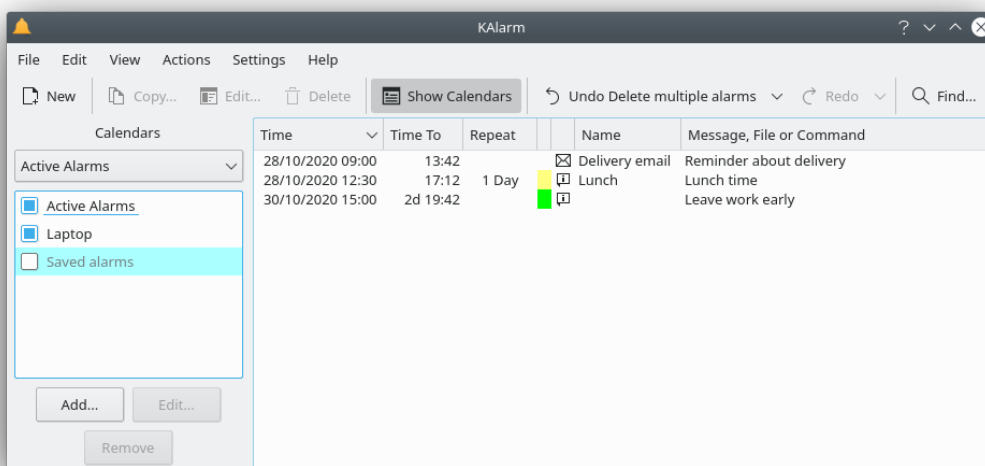 KAlarm
File Edit View Actions Settings Help
New Copy... Edit... Delete Show Calendars Undo Delete multiple alarms Redo Find...
Calendars
Active Alarms
Active Alarms
Laptop
Saved alarms
Add... Edit...
Remove
Time Time To Repeat Name Message, File or Command
28/10/2020 09:00 13:42 Delivery email Reminder about delivery
28/10/2020 12:30 17:12 1 Day Lunch Lunch time
30/10/2020 15:00 2d 19:42 Leave work early